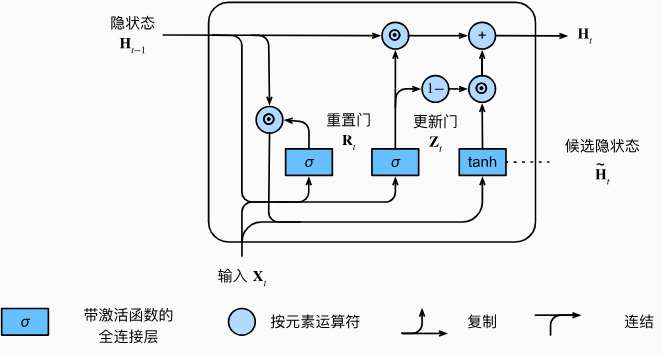 隐状态
H_{t-1}
H_t
+
1−
重置门
R_t
更新门
Z_t
σ
σ
tanh
候选隐状态
H̃_t
输入 X_t
σ
带激活函数的
全连接层
按元素运算符
复制
连结